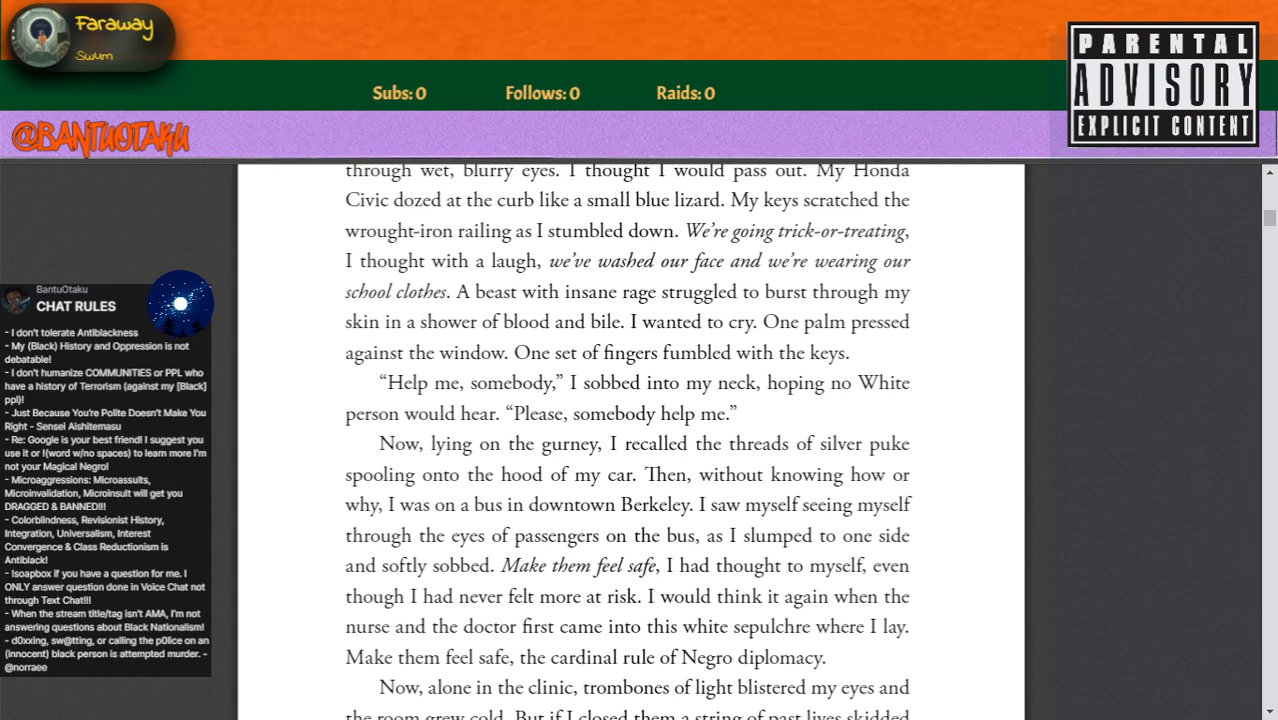 Faraway
Swum
PARENTAL
ADVISORY
EXPLICIT CONTENT
Subs: 0
Follows: 0
Raids: 0
@BANTUOTAKU
through wet, blurry eyes. I thought I would pass out. My Honda
Civic dozed at the curb like a small blue lizard. My keys scratched the
wrought-iron railing as I stumbled down. We’re going trick-or-treating,
I thought with a laugh, we’ve washed our face and we’re wearing our
school clothes. A beast with insane rage struggled to burst through my
skin in a shower of blood and bile. I wanted to cry. One palm pressed
against the window. One set of fingers fumbled with the keys.
“Help me, somebody,” I sobbed into my neck, hoping no White
person would hear. “Please, somebody help me.”
Now, lying on the gurney, I recalled the threads of silver puke
spooling onto the hood of my car. Then, without knowing how or
why, I was on a bus in downtown Berkeley. I saw myself seeing myself
through the eyes of passengers on the bus, as I slumped to one side
and softly sobbed. Make them feel safe, I had thought to myself, even
though I had never felt more at risk. I would think it again when the
nurse and the doctor first came into this white sepulchre where I lay.
Make them feel safe, the cardinal rule of Negro diplomacy.
Now, alone in the clinic, trombones of light blistered my eyes and
the room grew cold. But if I closed them a string of past lives skidded
BantuOtaku
CHAT RULES
- I don't tolerate Antiblackness
- My (Black) History and Oppression is not
debatable!
- I don't humanize COMMUNITIES or PPL who
have a history of Terrorism (against my [Black]
ppl)!
- Just Because You're Polite Doesn't Make You
Right - Sensei Aishitemasu
- Re: Google is your best friend! I suggest you
use it or !(word w/no spaces) to learn more I'm
not your Magical Negro!
- Microaggressions: Microassults,
Microinvalidation, Microinsult will get you
DRAGGED & BANNED!!!
- Colorblindness, Revisionist History,
Integration, Universalism, Interest
Convergence & Class Reductionism is
Antiblack!
- !soapbox if you have a question for me. I
ONLY answer question done in Voice Chat not
through Text Chat!!!
- When the stream title/tag isn't AMA, I'm not
answering questions about Black Nationalism!
- d0xxing, sw@tting, or calling the p0lice on an
(innocent) black person is attempted murder. -
@norraee